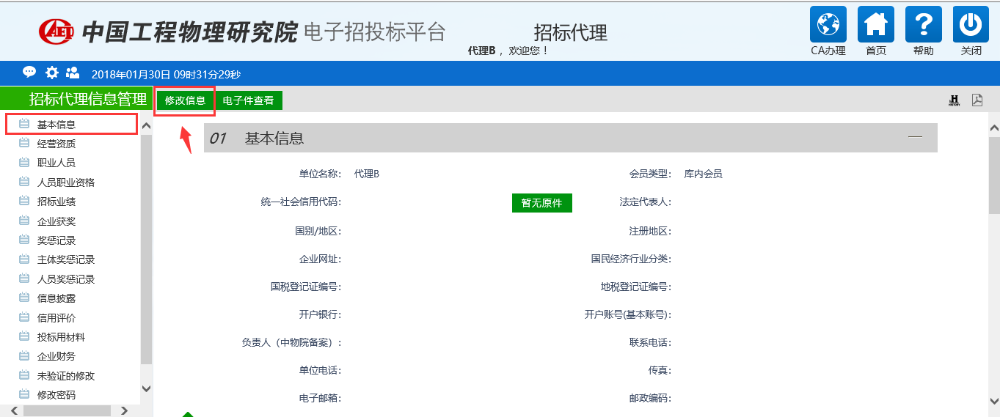 中国工程物理研究院 电子招投标平台
招标代理
代理B ，欢迎您！
CA办理 首页 帮助 关闭
2018年01月30日 09时31分29秒
招标代理信息管理
修改信息 电子件查看
基本信息
经营资质
职业人员
人员职业资格
招标业绩
企业获奖
奖惩记录
主体奖惩记录
人员奖惩记录
信息披露
信用评价
投标用材料
企业财务
未验证的修改
修改密码
01 基本信息
单位名称： 代理B 会员类型： 库内会员
统一社会信用代码： 暂无原件 法定代表人：
国别/地区： 注册地区：
企业网址： 国民经济行业分类：
国税登记证编号： 地税登记证编号：
开户银行： 开户账号(基本账号)：
负责人（中物院备案）： 联系电话：
单位电话： 传真：
电子邮箱： 邮政编码：